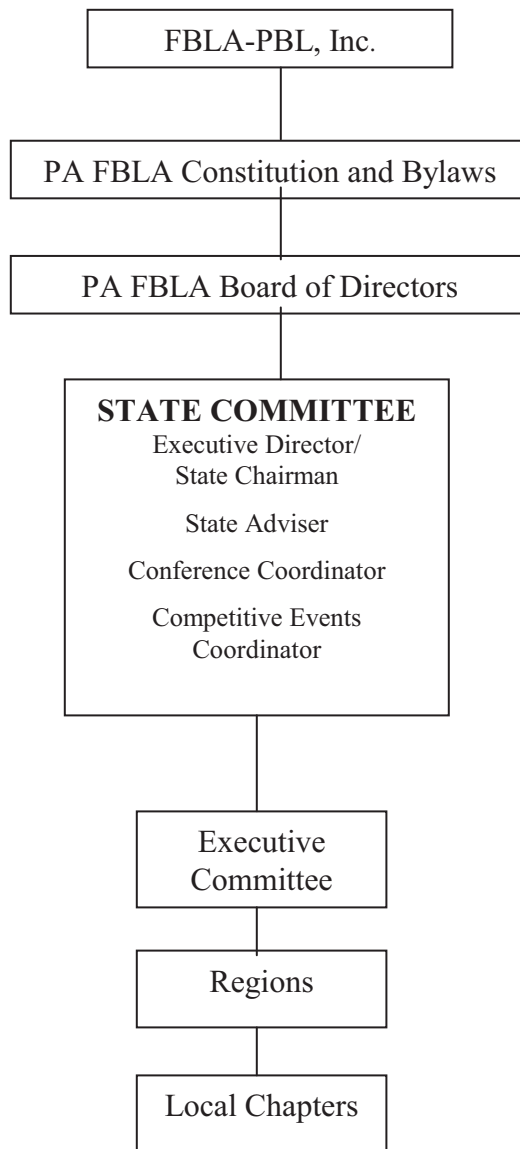 FBLA-PBL, Inc.
PA FBLA Constitution and Bylaws
PA FBLA Board of Directors
STATE COMMITTEE
Executive Director/
State Chairman
State Adviser
Conference Coordinator
Competitive Events
Coordinator
Executive
Committee
Regions
Local Chapters